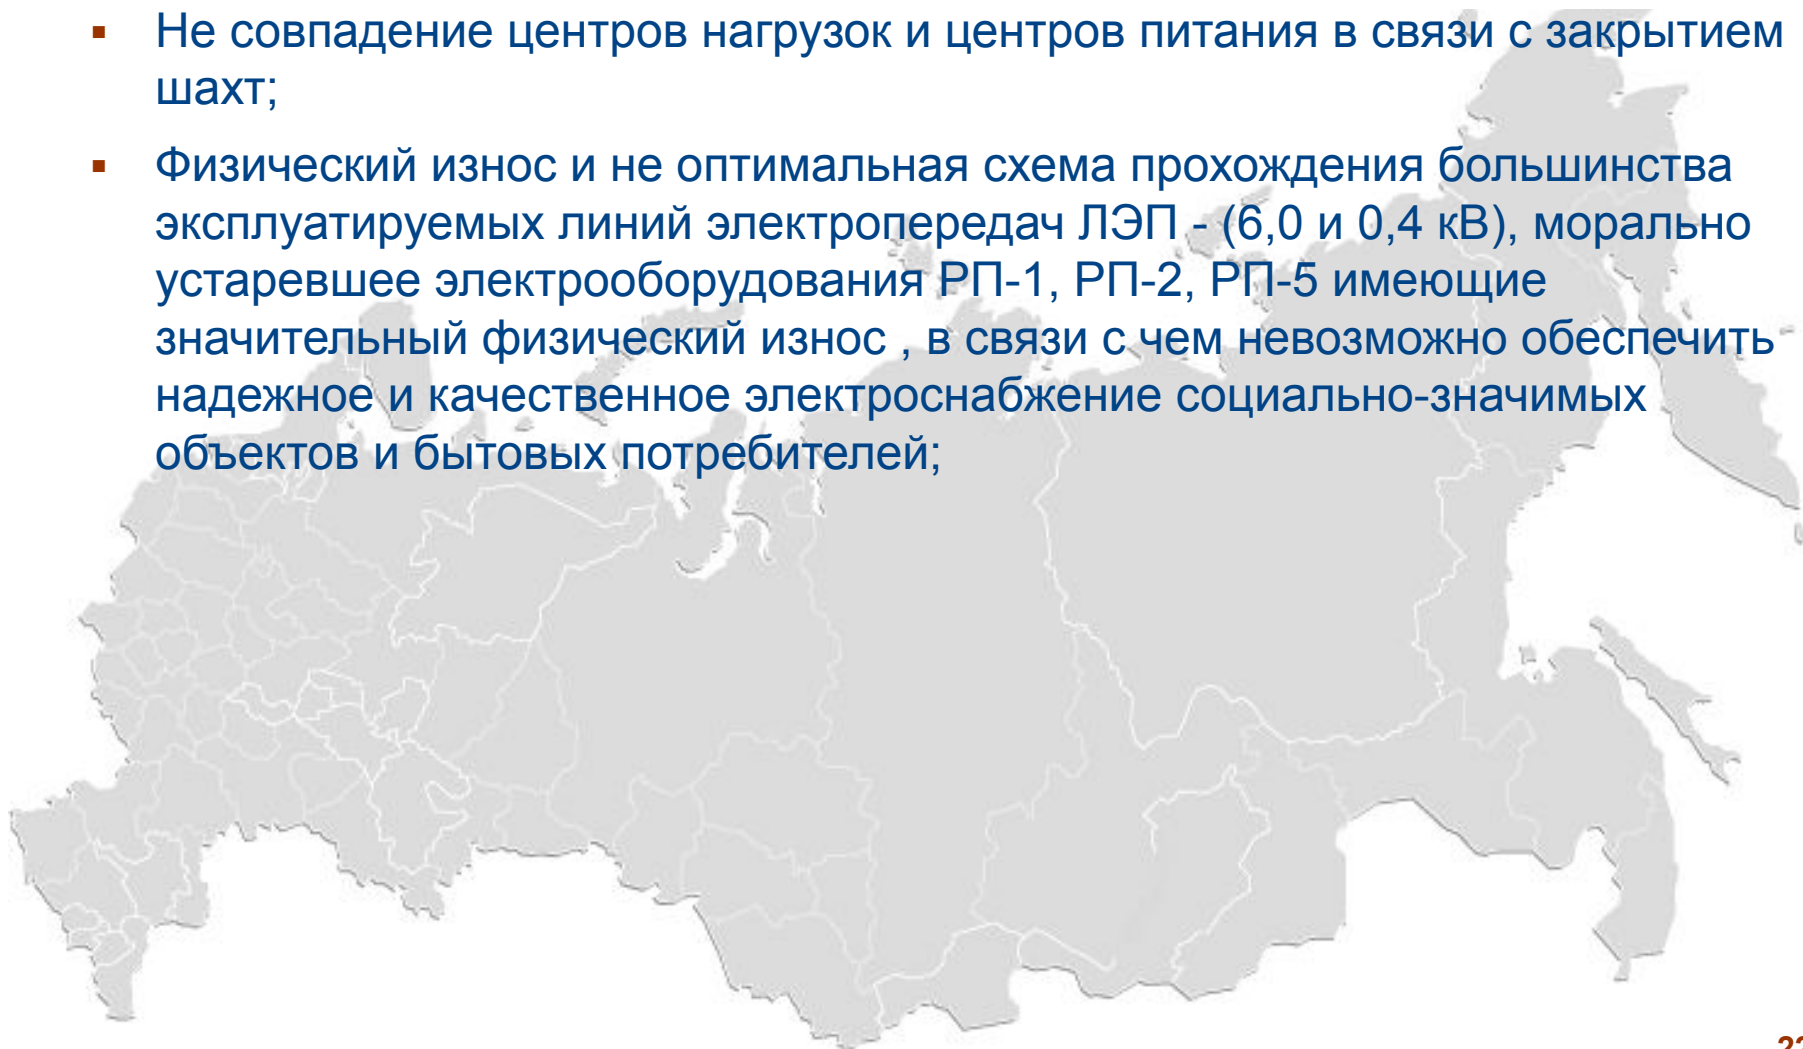 ▪ Не совпадение центров нагрузок и центров питания в связи с закрытием
шахт;
▪ Физический износ и не оптимальная схема прохождения большинства
эксплуатируемых линий электропередач ЛЭП - (6,0 и 0,4 кВ), морально
устаревшее электрооборудования РП-1, РП-2, РП-5 имеющие
значительный физический износ , в связи с чем невозможно обеспечить
надежное и качественное электроснабжение социально-значимых
объектов и бытовых потребителей;